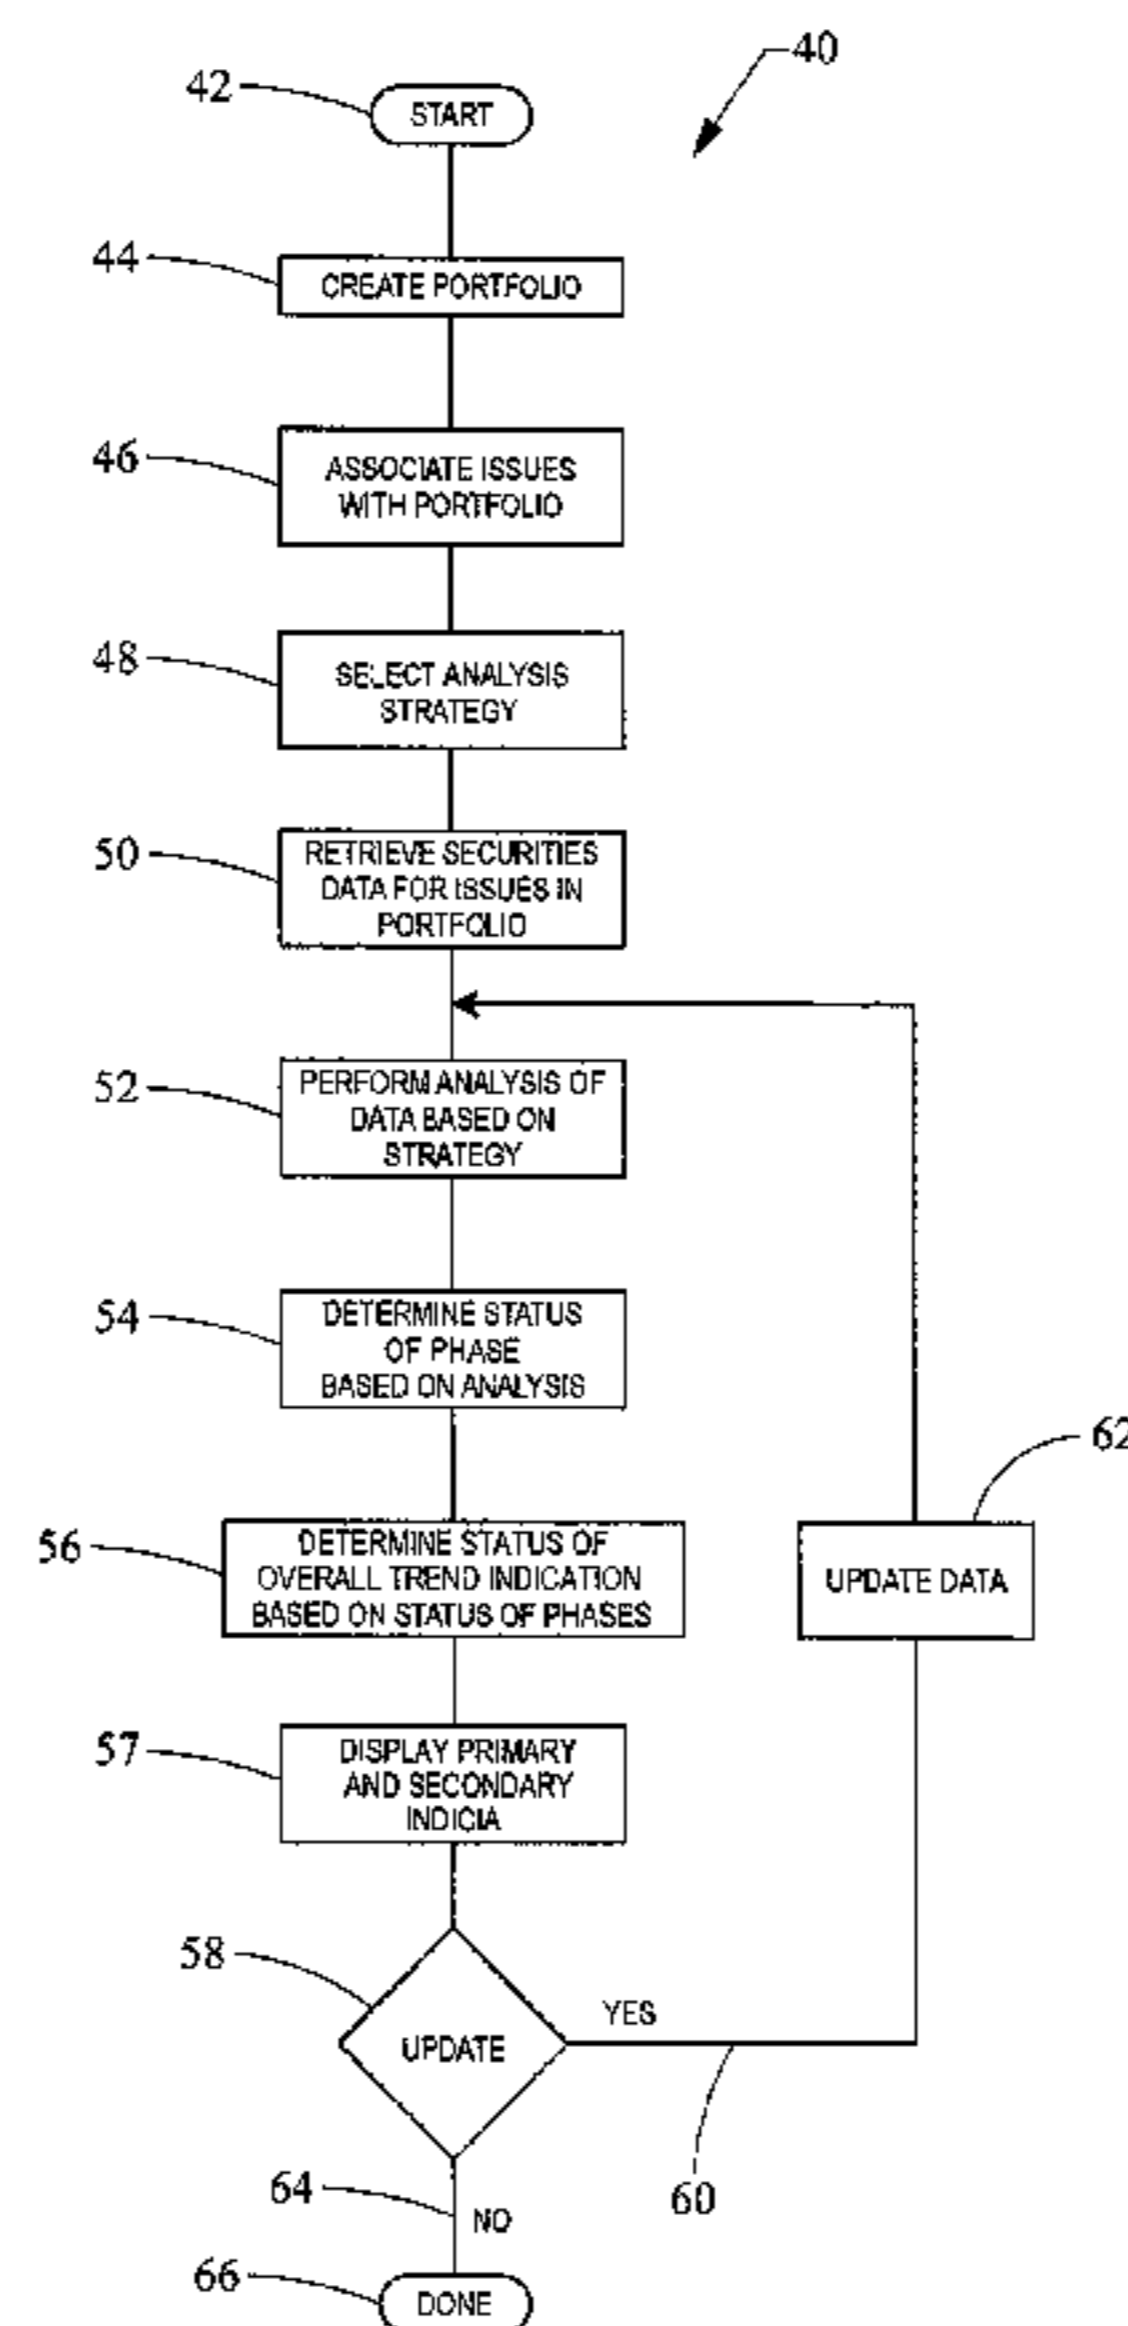 40
42
START
44
CREATE PORTFOLIO
46
ASSOCIATE ISSUES
WITH PORTFOLIO
48
SELECT ANALYSIS
STRATEGY
50
RETRIEVE SECURITIES
DATA FOR ISSUES IN
PORTFOLIO
52
PERFORM ANALYSIS OF
DATA BASED ON
STRATEGY
54
DETERMINE STATUS
OF PHASE
BASED ON ANALYSIS
62
56
DETERMINE STATUS OF
OVERALL TREND INDICATION
BASED ON STATUS OF PHASES
UPDATE DATA
57
DISPLAY PRIMARY
AND SECONDARY
INDICIA
58
UPDATE
YES
60
64
NO
66
DONE